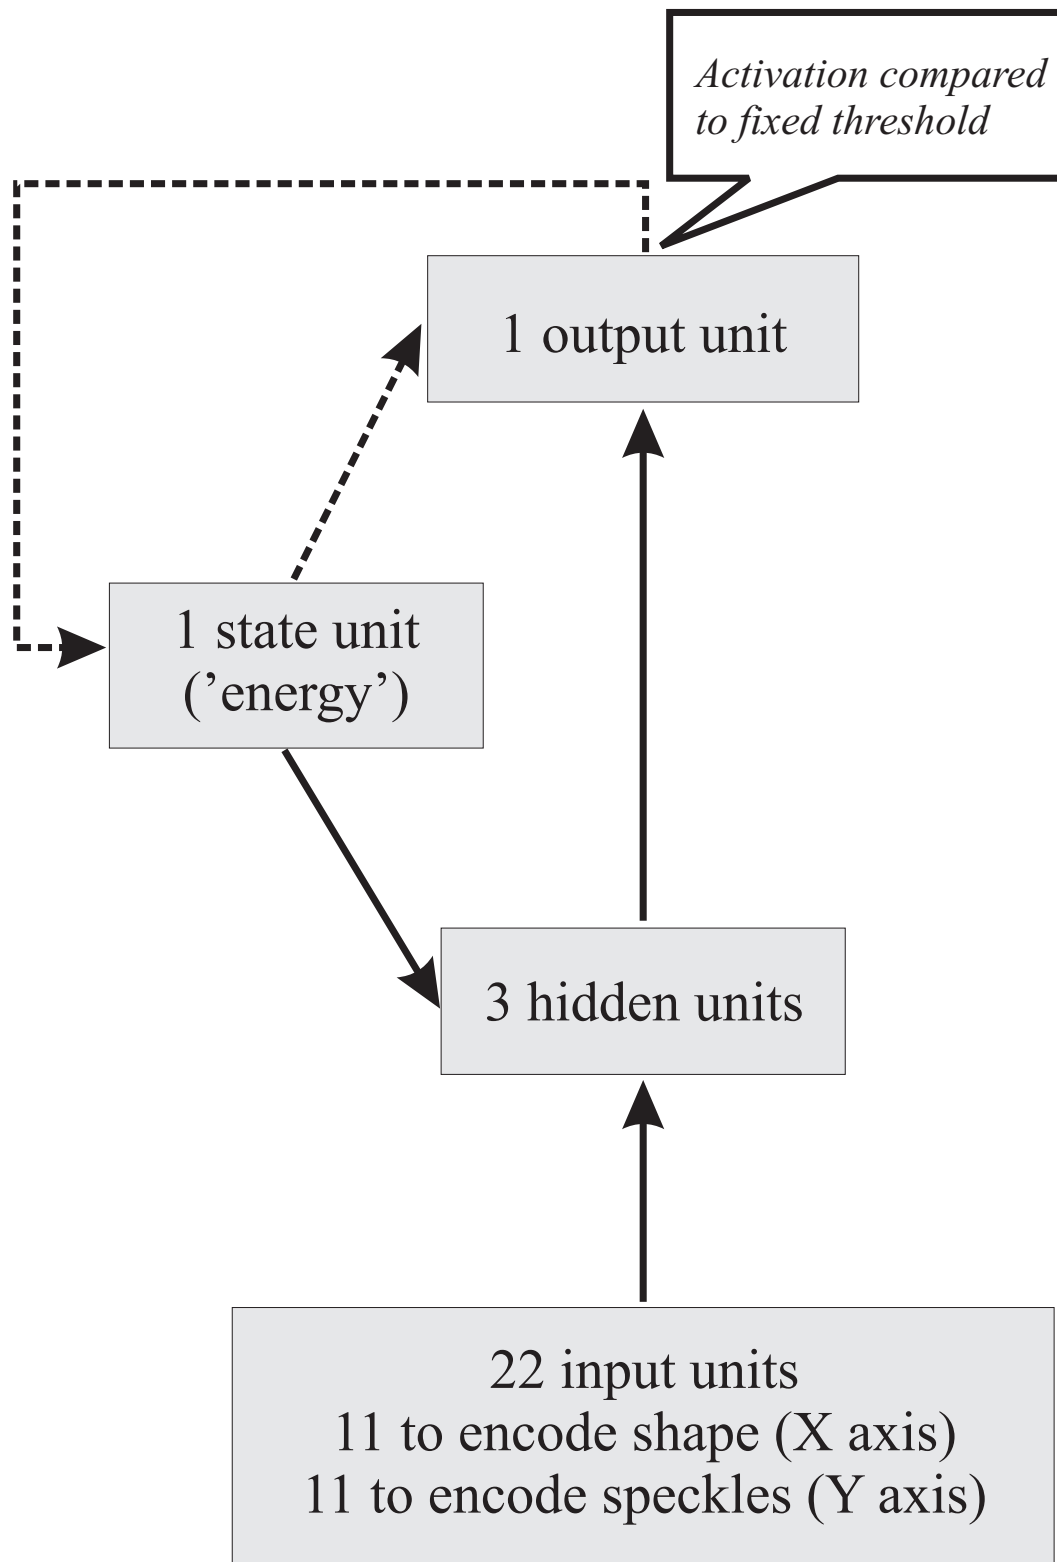 Activation compared
to fixed threshold
1 output unit
1 state unit
(’energy’)
3 hidden units
22 input units
11 to encode shape (X axis)
11 to encode speckles (Y axis)